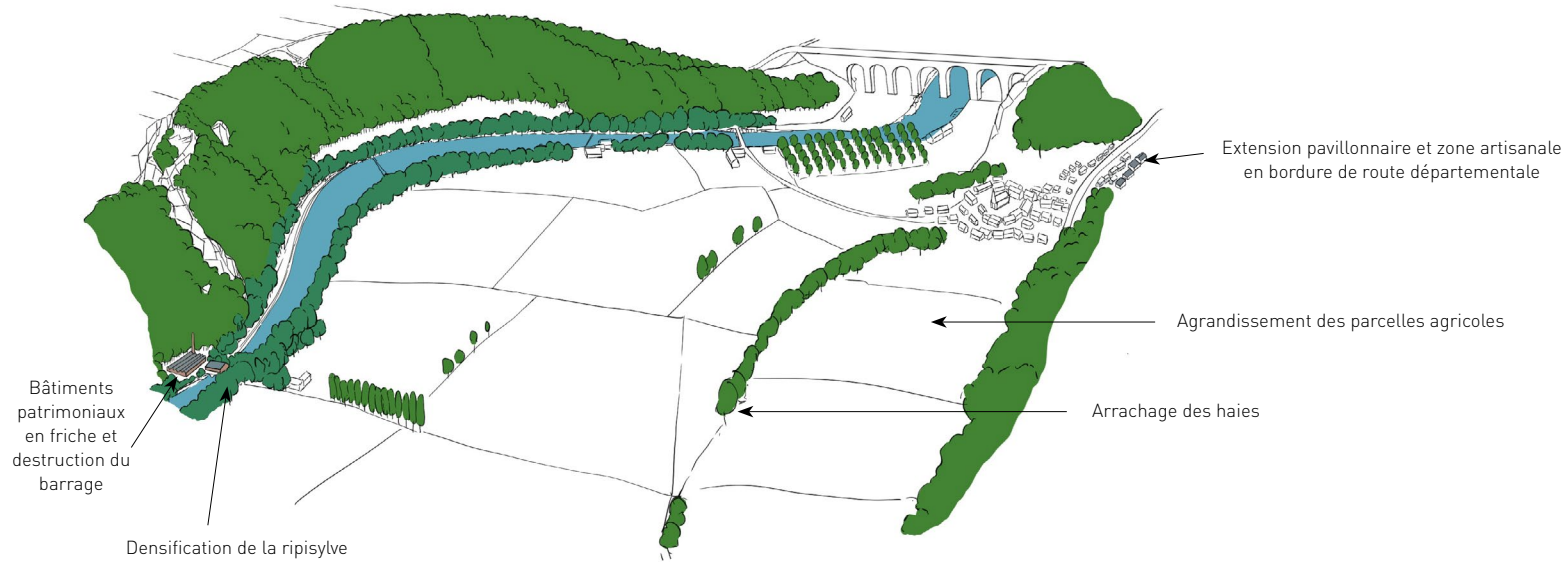 Extension pavillonnaire et zone artisanale
en bordure de route départementale
Agrandissement des parcelles agricoles
Arrachage des haies
Bâtiments
patrimoniaux
en friche et
destruction du
barrage
Densification de la ripisylve